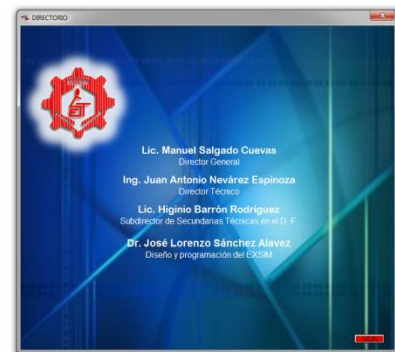 DIRECTORIO
Lic. Manuel Salgado Cuevas
Director General
Ing. Juan Antonio Nevárez Espinoza
Director Técnico
Lic. Higinio Barrón Rodríguez
Subdirector de Secundarias Técnicas en el D. F.
Dr. José Lorenzo Sánchez Alavez
Diseño y programación del EXSIM